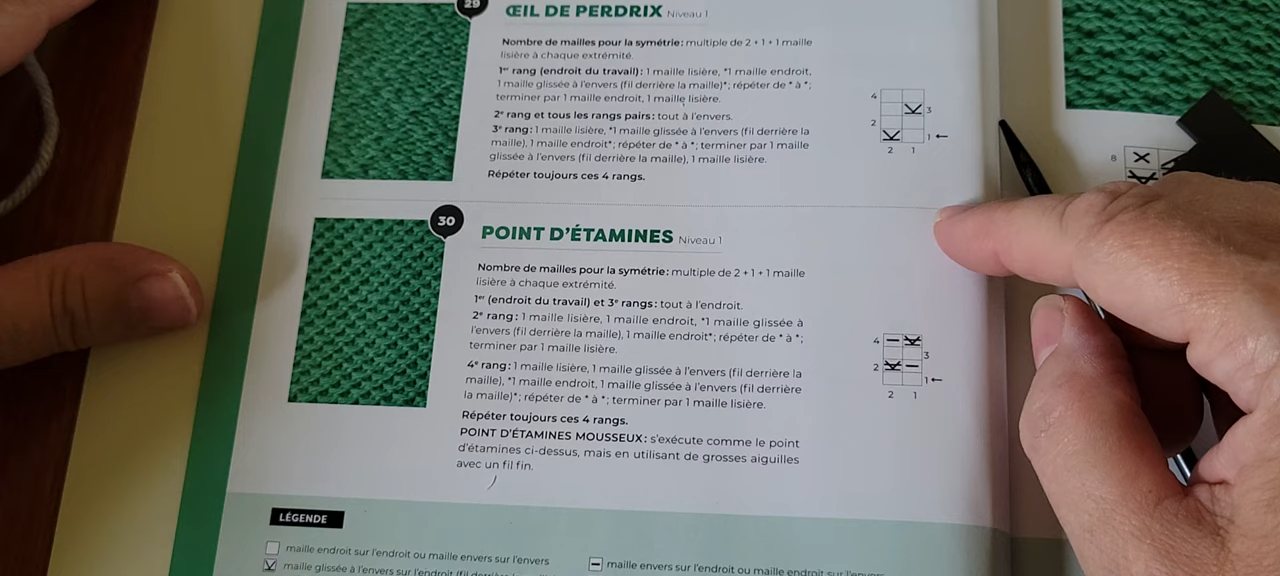 29
ŒIL DE PERDRIX Niveau 1
Nombre de mailles pour la symétrie : multiple de 2 + 1 + 1 maille
lisière à chaque extrémité.
1er rang (endroit du travail) : 1 maille lisière, *1 maille endroit,
1 maille glissée à l'envers (fil derrière la maille)*; répéter de * à *;
terminer par 1 maille endroit, 1 maille lisière.
2e rang et tous les rangs pairs : tout à l'envers.
3e rang : 1 maille lisière, *1 maille glissée à l'envers (fil derrière la
maille), 1 maille endroit*; répéter de * à *; terminer par 1 maille
glissée à l'envers (fil derrière la maille), 1 maille lisière.
Répéter toujours ces 4 rangs.
4
3
2
1
2 1
8
30
POINT D'ÉTAMINES Niveau 1
Nombre de mailles pour la symétrie : multiple de 2 + 1 + 1 maille
lisière à chaque extrémité.
1er (endroit du travail) et 3e rangs : tout à l'endroit.
2e rang : 1 maille lisière, 1 maille endroit, *1 maille glissée à
l'envers (fil derrière la maille), 1 maille endroit*; répéter de * à *;
terminer par 1 maille lisière.
4e rang : 1 maille lisière, 1 maille glissée à l'envers (fil derrière la
maille), *1 maille endroit, 1 maille glissée à l'envers (fil derrière
la maille)*; répéter de * à *; terminer par 1 maille lisière.
Répéter toujours ces 4 rangs.
POINT D'ÉTAMINES MOUSSEUX : s'exécute comme le point
d'étamines ci-dessus, mais en utilisant de grosses aiguilles
avec un fil fin.
4
3
2
1
2 1
LÉGENDE
maille endroit sur l'endroit ou maille envers sur l'envers
maille glissée à l'envers sur l'endroit
maille envers sur l'endroit ou maille endroit sur l'envers